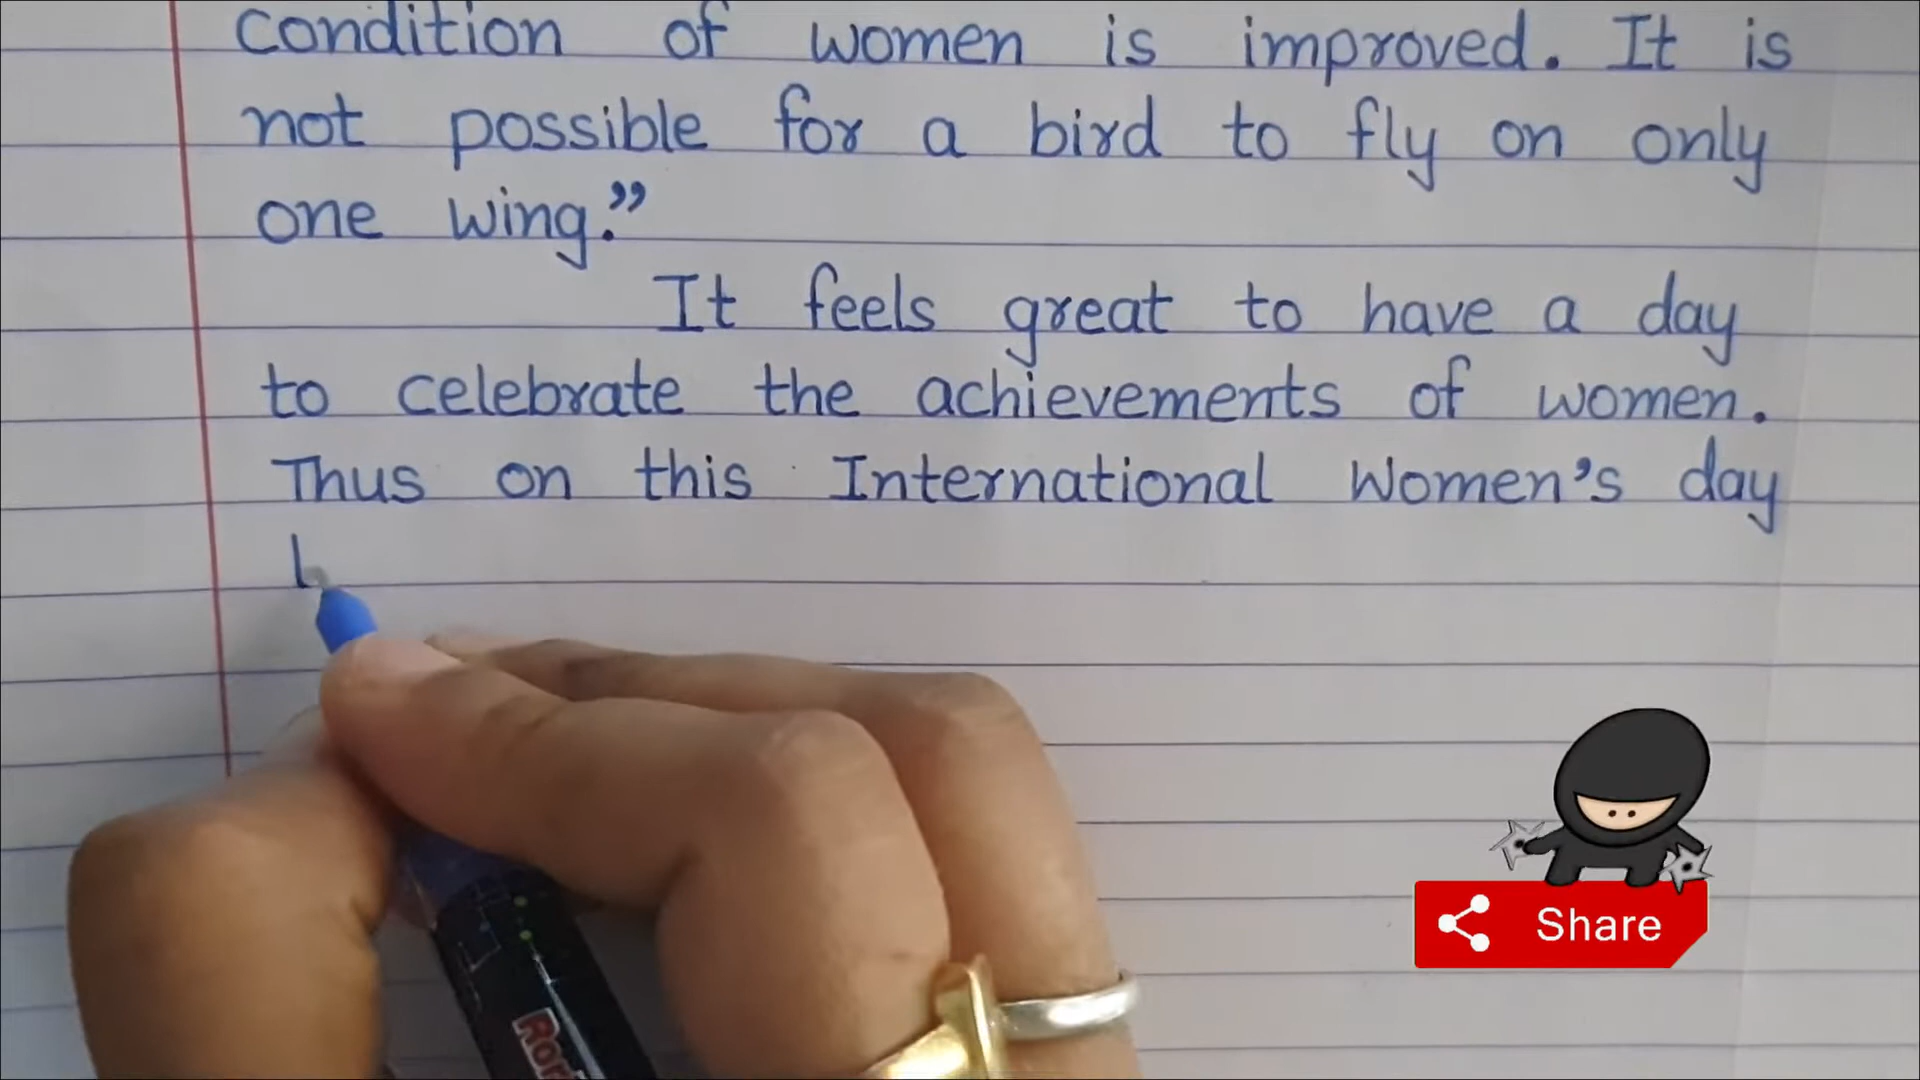 condition of women is improved. It is
not possible for a bird to fly on only
one wing.”
It feels great to have a day
to celebrate the achievements of women.
Thus on this International Women's day
Share